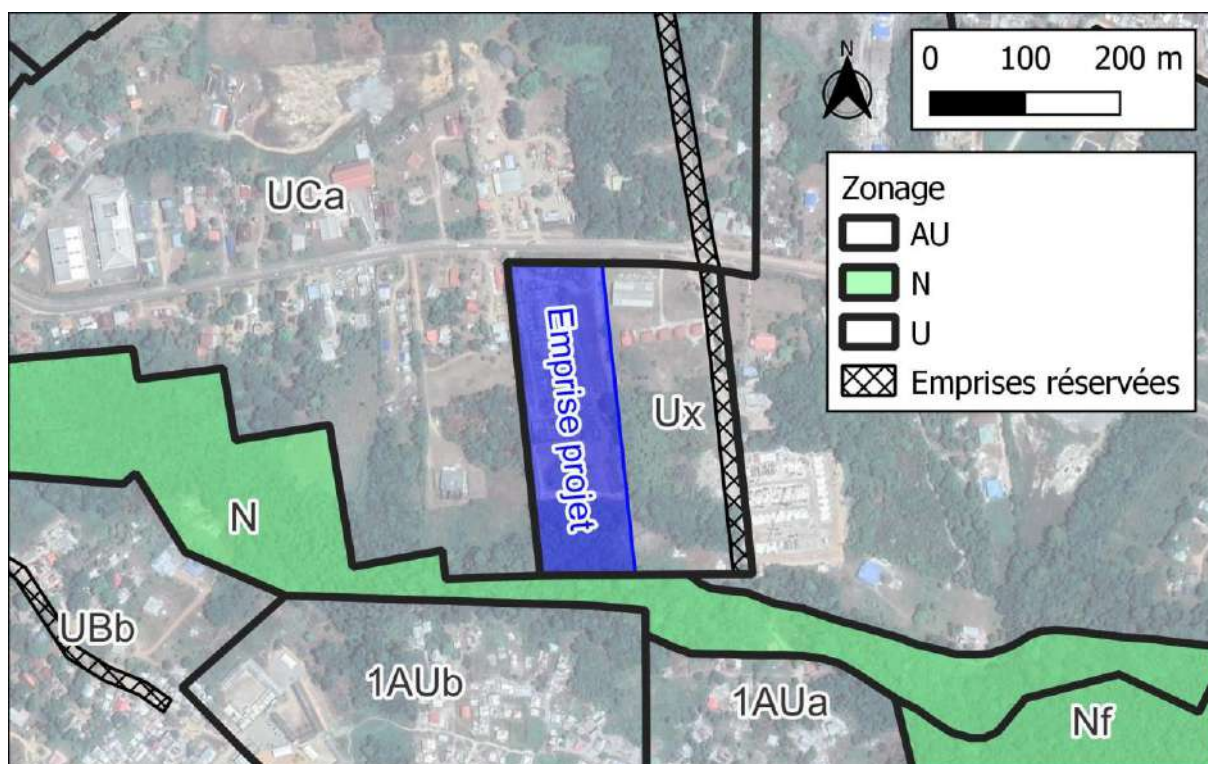 N
0 100 200 m
Zonage
AU
N
U
Emprises réservées
UCa
Emprise projet
Ux
N
UBb
1AUb
1AUa
Nf